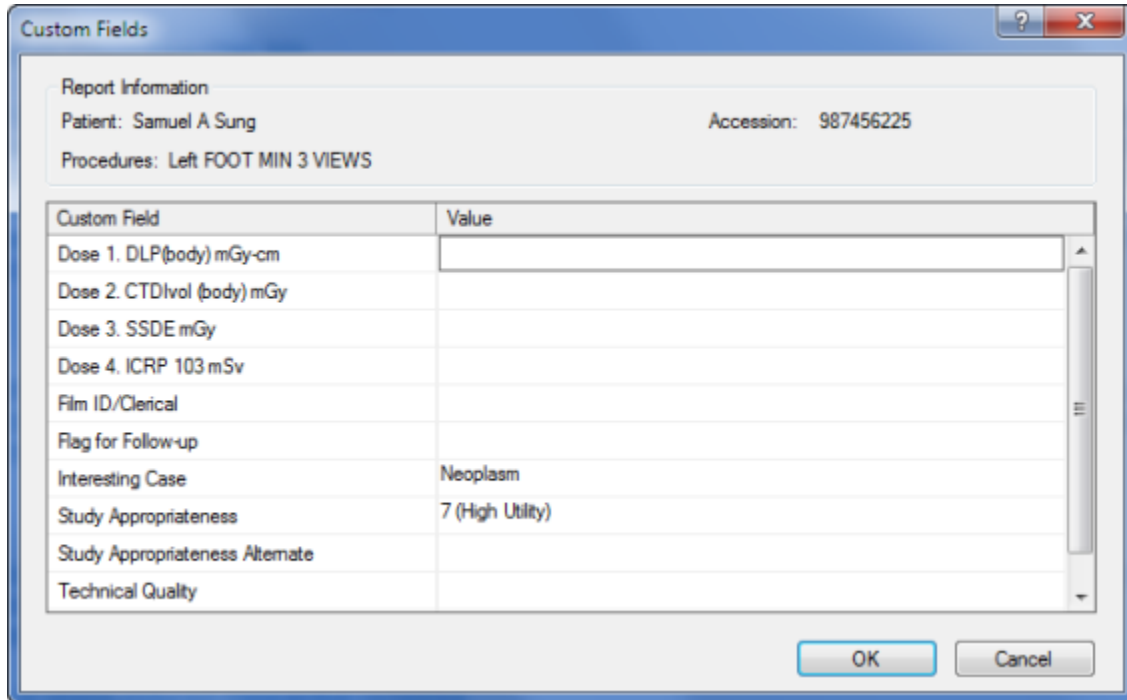 Custom Fields
Report Information
Patient: Samuel A Sung Accession: 987456225
Procedures: Left FOOT MIN 3 VIEWS
Custom Field Value
Dose 1. DLP(body) mGy-cm
Dose 2. CTDIvol (body) mGy
Dose 3. SSDE mGy
Dose 4. ICRP 103 mSv
Film ID/Clerical
Flag for Follow-up
Interesting Case Neoplasm
Study Appropriateness 7 (High Utility)
Study Appropriateness Alternate
Technical Quality
OK Cancel